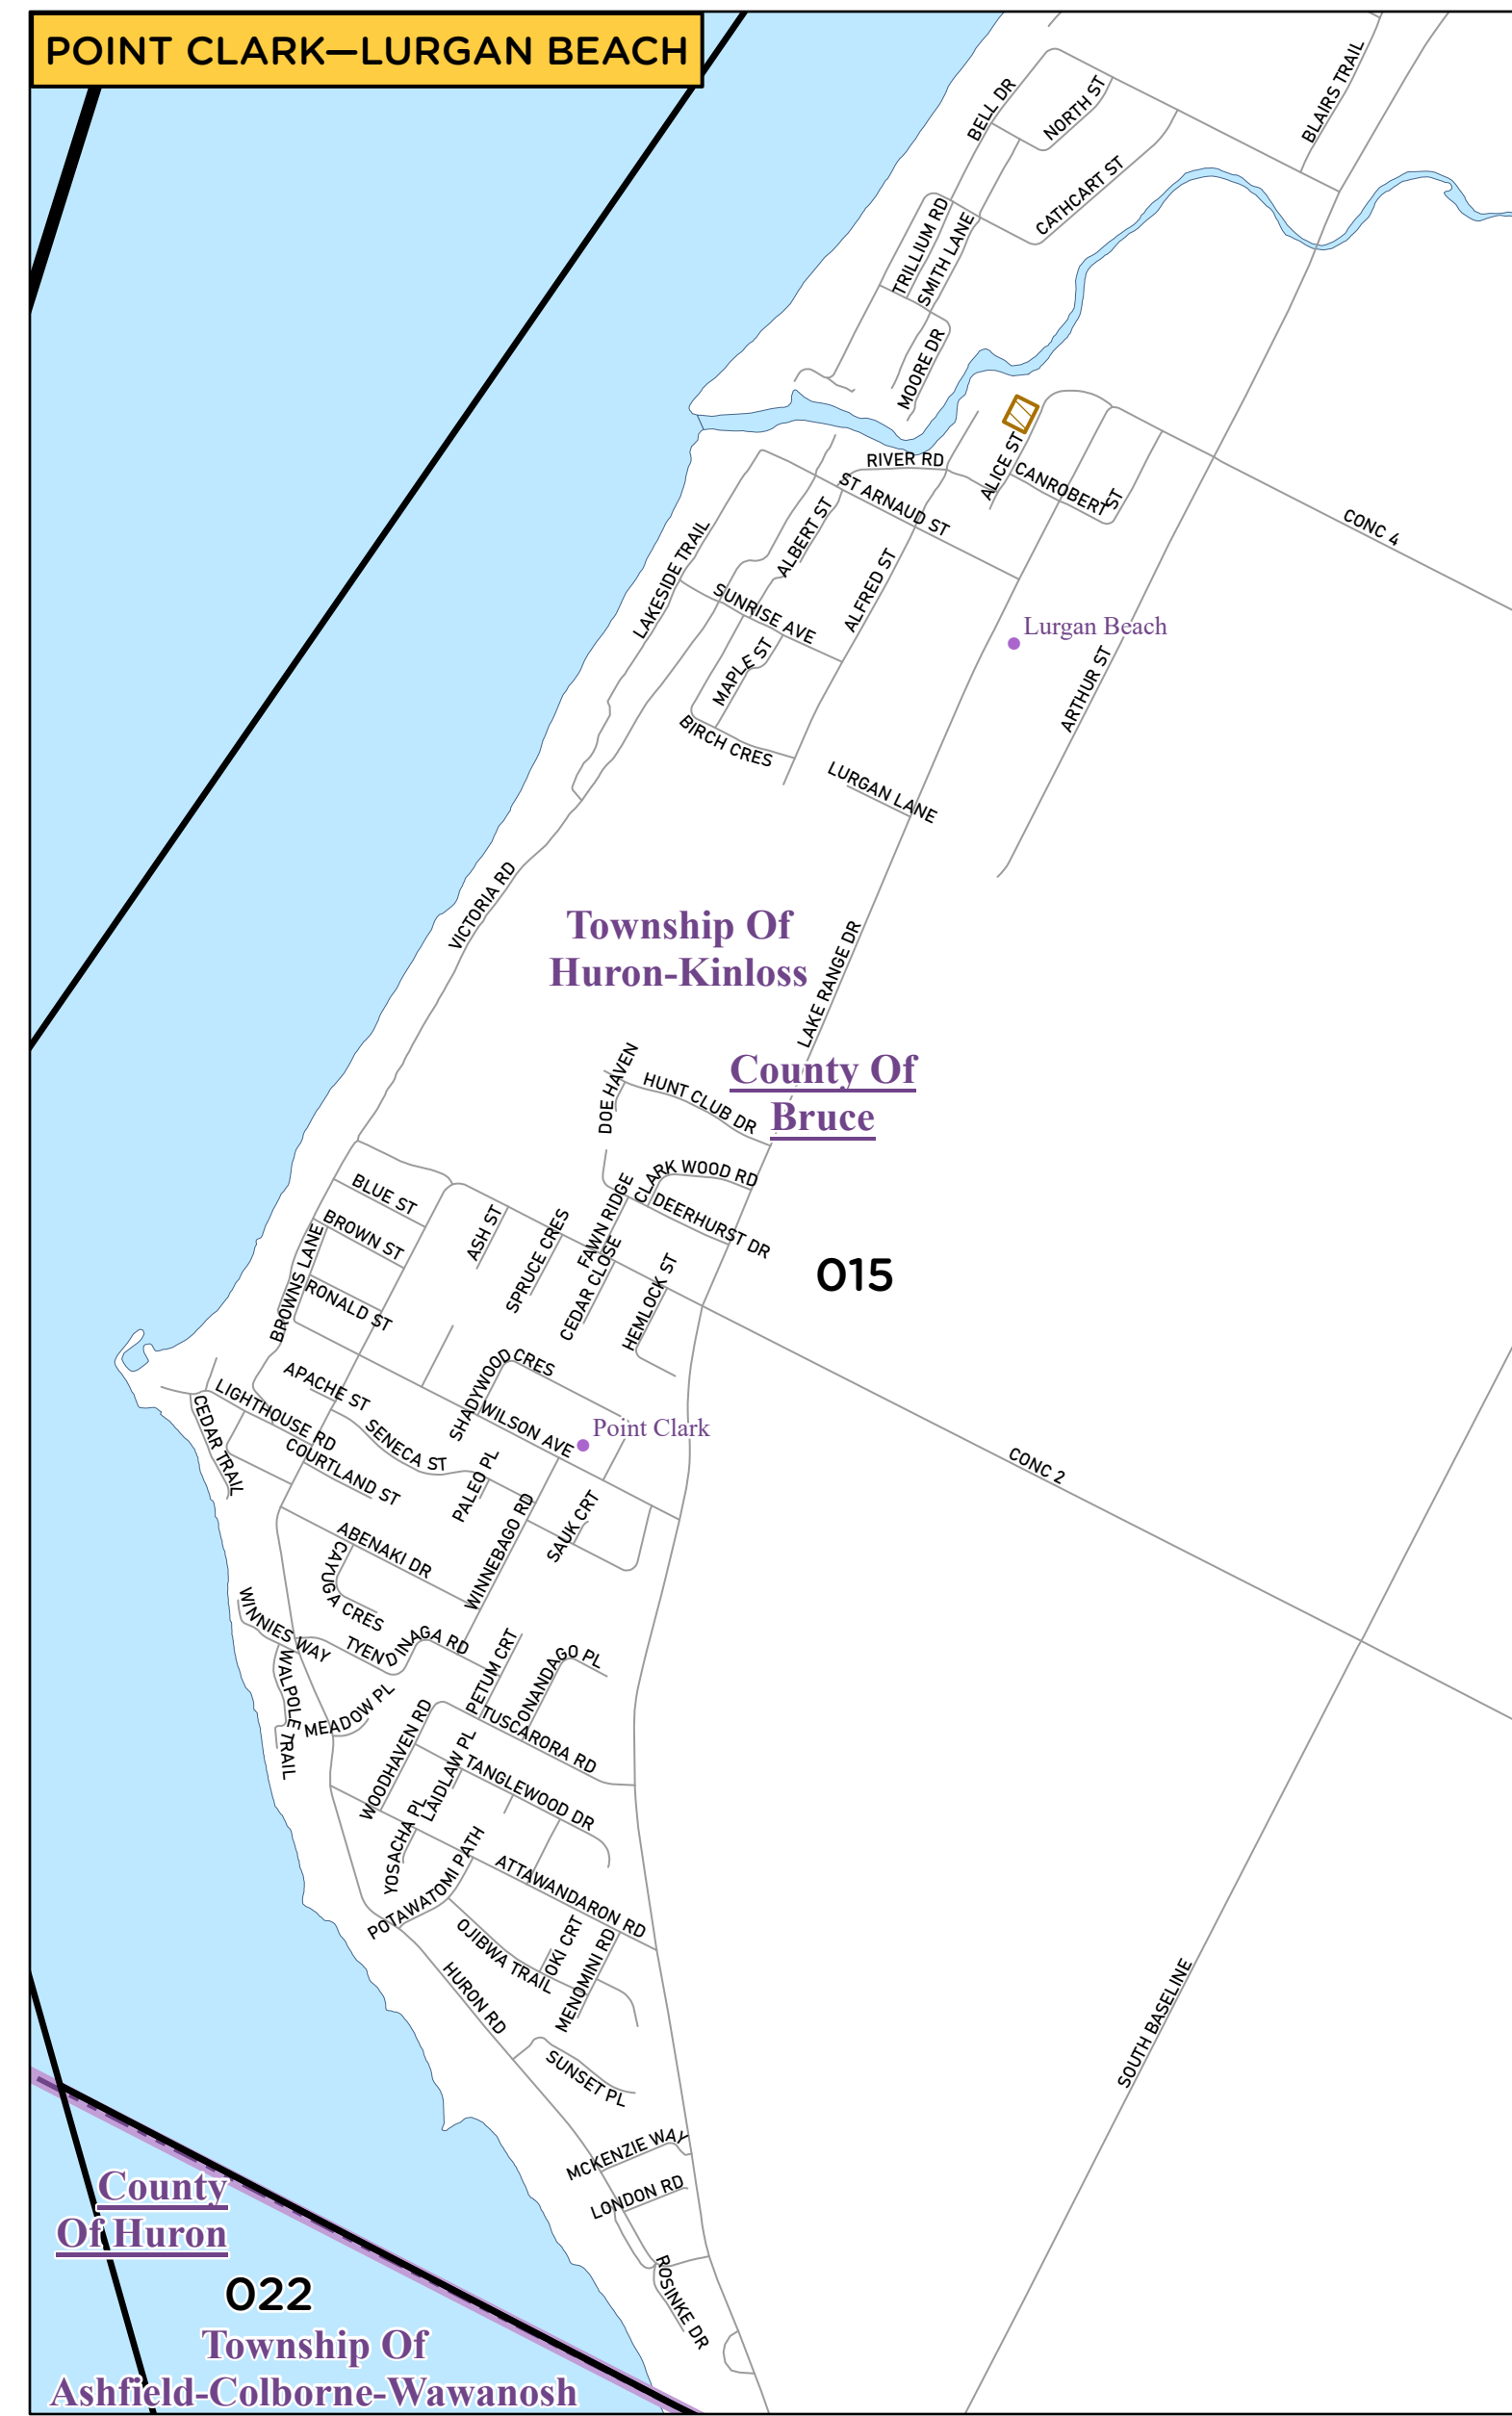 POINT CLARK—LURGAN BEACH
BLAIRS TRAIL
BELL DR
NORTH ST
CATHCART ST
TRILLIUM RD
SMITH LANE
MOORE DR
RIVER RD
ALICE ST
CANROBERT ST
ST ARNAUD ST
CONC 4
ALBERT ST
LAKESIDE TRAIL
ALFRED ST
SUNRISE AVE
Lurgan Beach
MAPLE ST
ARTHUR ST
BIRCH CRES
LURGAN LANE
VICTORIA RD
Township Of
Huron-Kinloss
LAKE RANGE DR
County Of
Bruce
DOE HAVEN
HUNT CLUB DR
CLARK WOOD RD
DEERHURST DR
FAWN RIDGE
BLUE ST
BROWN ST
ASH ST
SPRUCE CRES
CEDAR CLOSE
HEMLOCK ST
015
BROWNS LANE
RONALD ST
SHADYWOOD CRES
APACHE ST
LIGHTHOUSE RD
CEDAR TRAIL
WILSON AVE
Point Clark
SENECA ST
COURTLAND ST
PALEO PL
CONC 2
WINNEBAGO RD
SAUK CRT
ABENAKI DR
CAYUGA CRES
WINNIES WAY
TYENDINAGA RD
PETUM CRT
ONANDAGO PL
WALPOLE TRAIL
MEADOW PL
WOODHAVEN RD
TUSCARORA RD
LAIDLAW PL
TANGLEWOOD DR
YOSACHA PL
POTAWATOMI PATH
ATTAWANDARON RD
OJIBWA TRAIL
OKI CRT
MENOMINI RD
HURON RD
SOUTH BASELINE
SUNSET PL
MCKENZIE WAY
LONDON RD
ROSINKE DR
County
Of Huron
022
Township Of
Ashfield-Colborne-Wawanosh